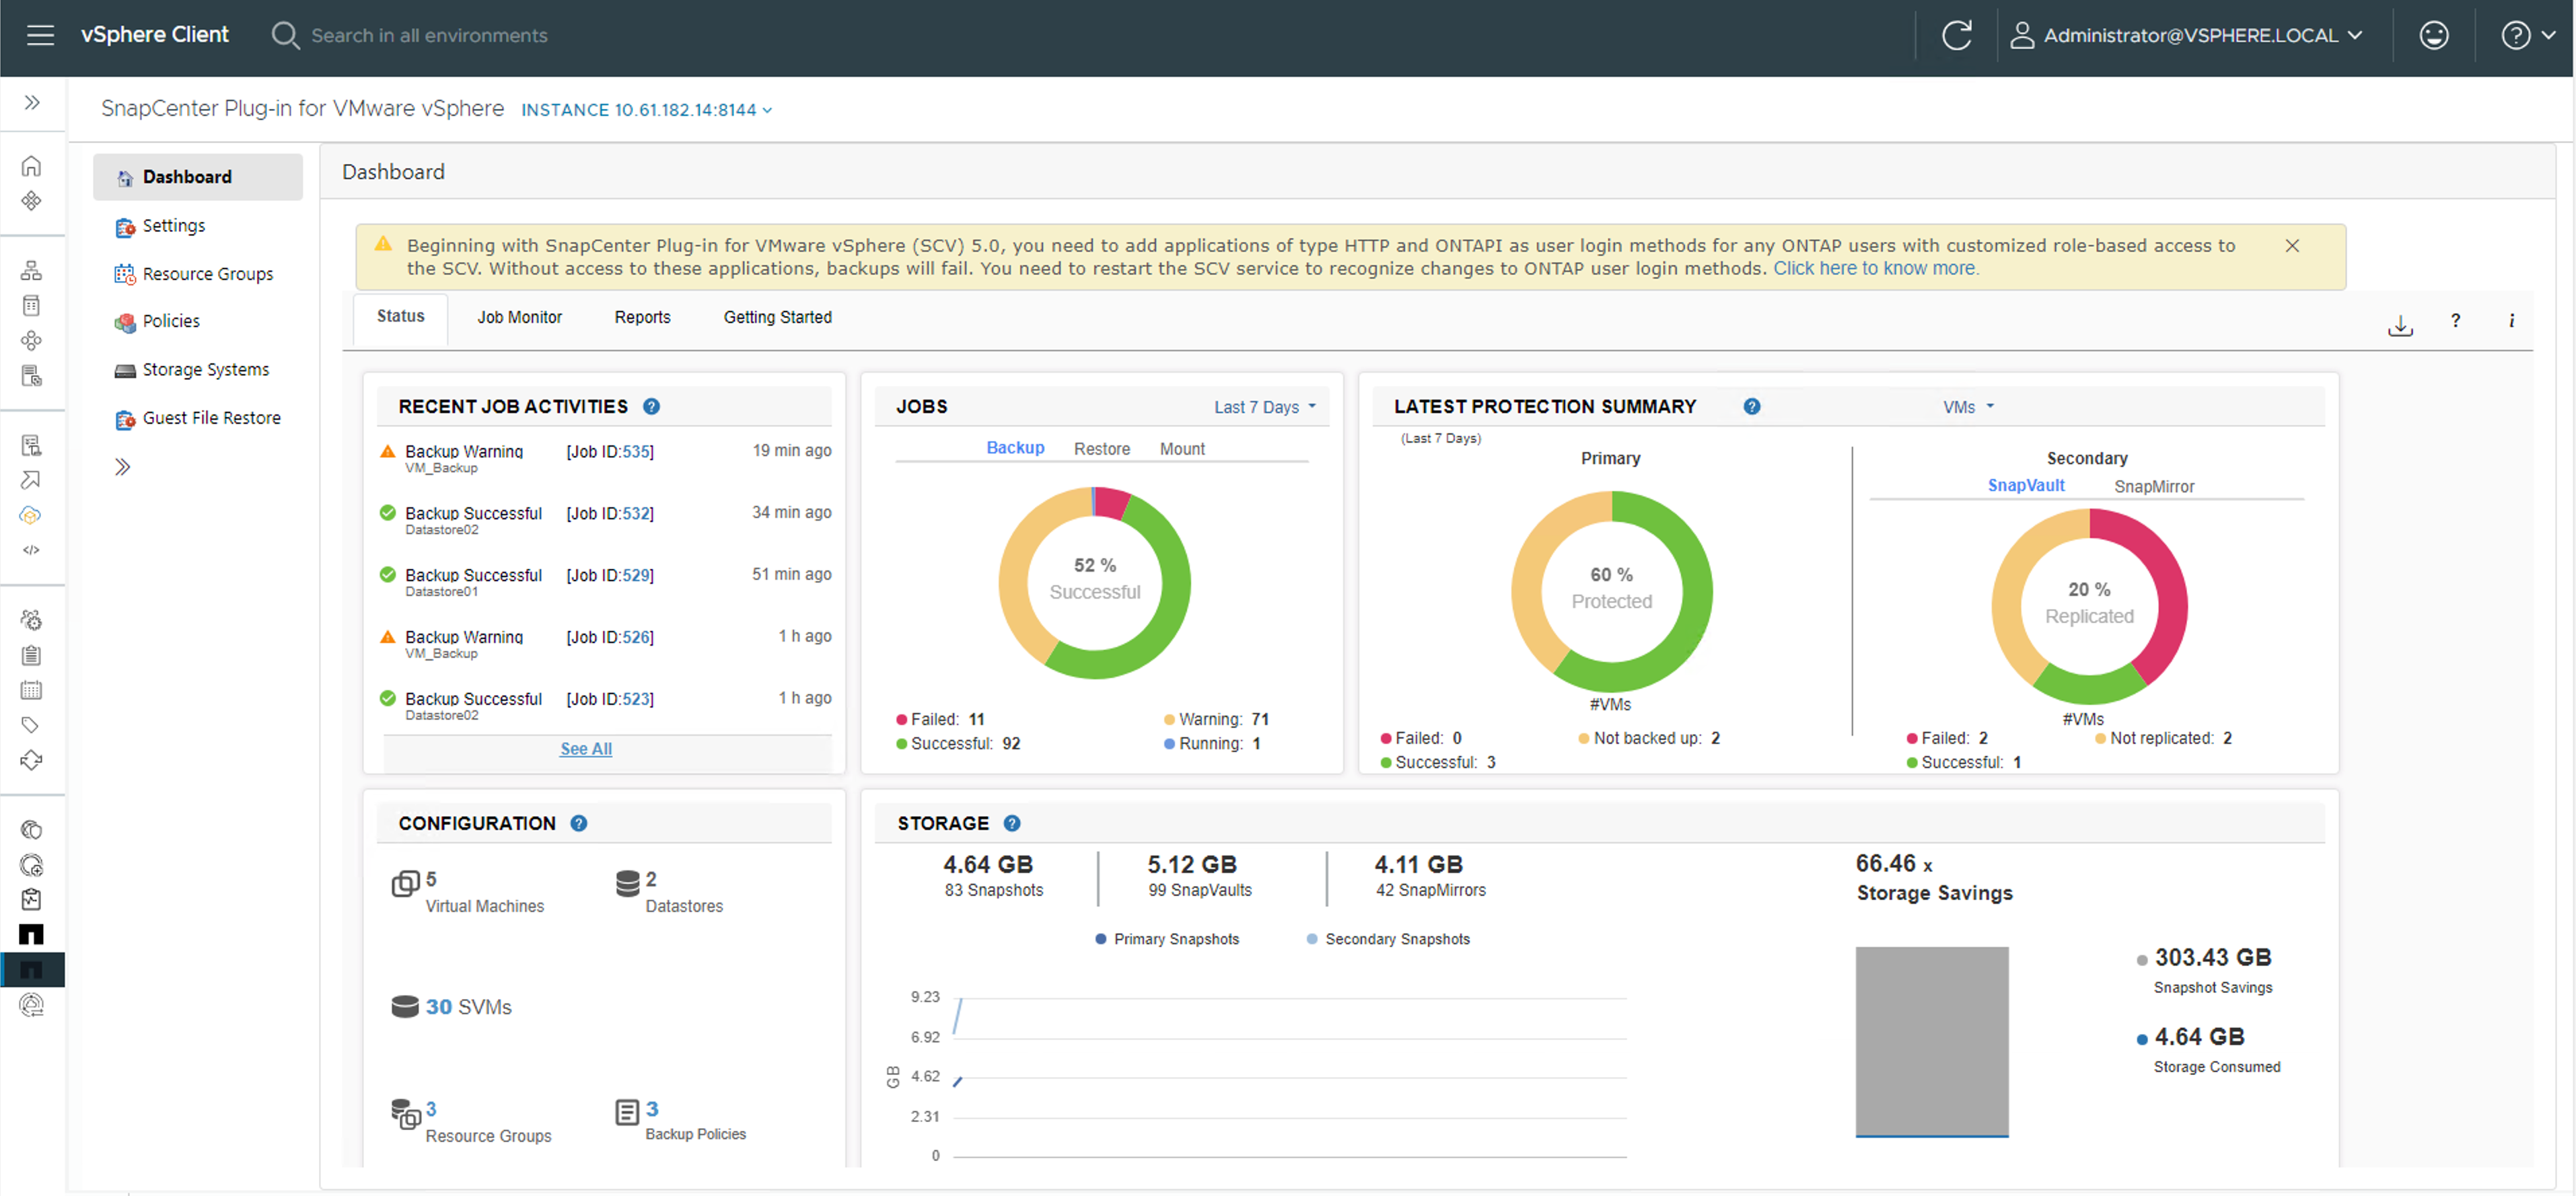 vSphere Client
Search in all environments
Administrator@VSPHERE.LOCAL
SnapCenter Plug-in for VMware vSphere INSTANCE 10.61.182.14:8144
Dashboard
Settings
Resource Groups
Policies
Storage Systems
Guest File Restore
Dashboard
Beginning with SnapCenter Plug-in for VMware vSphere (SCV) 5.0, you need to add applications of type HTTP and ONTAPI as user login methods for any ONTAP users with customized role-based access to
the SCV. Without access to these applications, backups will fail. You need to restart the SCV service to recognize changes to ONTAP user login methods. Click here to know more.
Status Job Monitor Reports Getting Started
? i
RECENT JOB ACTIVITIES ?
Backup Warning [Job ID:535] 19 min ago
VM_Backup
Backup Successful [Job ID:532] 34 min ago
Datastore02
Backup Successful [Job ID:529] 51 min ago
Datastore01
Backup Warning [Job ID:526] 1 h ago
VM_Backup
Backup Successful [Job ID:523] 1 h ago
Datastore02
See All
JOBS Last 7 Days
Backup Restore Mount
52 %
Successful
Failed: 11 Warning: 71
Successful: 92 Running: 1
LATEST PROTECTION SUMMARY ? VMs
(Last 7 Days)
Primary
60 %
Protected
#VMs
Failed: 0 Not backed up: 2
Successful: 3
Secondary
SnapVault SnapMirror
20 %
Replicated
#VMs
Failed: 2 Not replicated: 2
Successful: 1
CONFIGURATION ?
5
Virtual Machines
2
Datastores
30 SVMs
3
Resource Groups
3
Backup Policies
STORAGE ?
4.64 GB
83 Snapshots
5.12 GB
99 SnapVaults
4.11 GB
42 SnapMirrors
Primary Snapshots Secondary Snapshots
9.23
6.92
GB
4.62
2.31
0
66.46 x
Storage Savings
303.43 GB
Snapshot Savings
4.64 GB
Storage Consumed